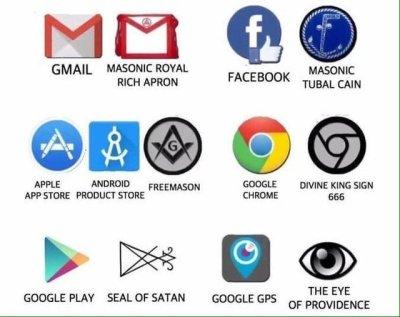 GMAIL
MASONIC ROYAL
RICH APRON
FACEBOOK
MASONIC
TUBAL CAIN
G
APPLE
APP STORE
ANDROID
PRODUCT STORE
FREEMASON
GOOGLE
CHROME
DIVINE KING SIGN
666
GOOGLE PLAY
SEAL OF SATAN
GOOGLE GPS
THE EYE
OF PROVIDENCE